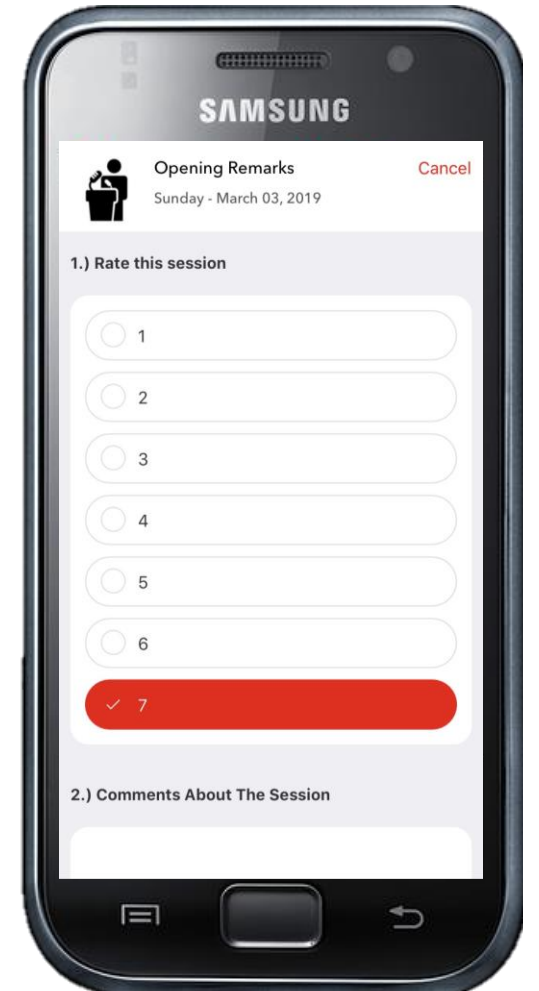 SAMSUNG
Opening Remarks
Cancel
Sunday - March 03, 2019
1.) Rate this session
1
2
3
4
5
6
7
2.) Comments About The Session